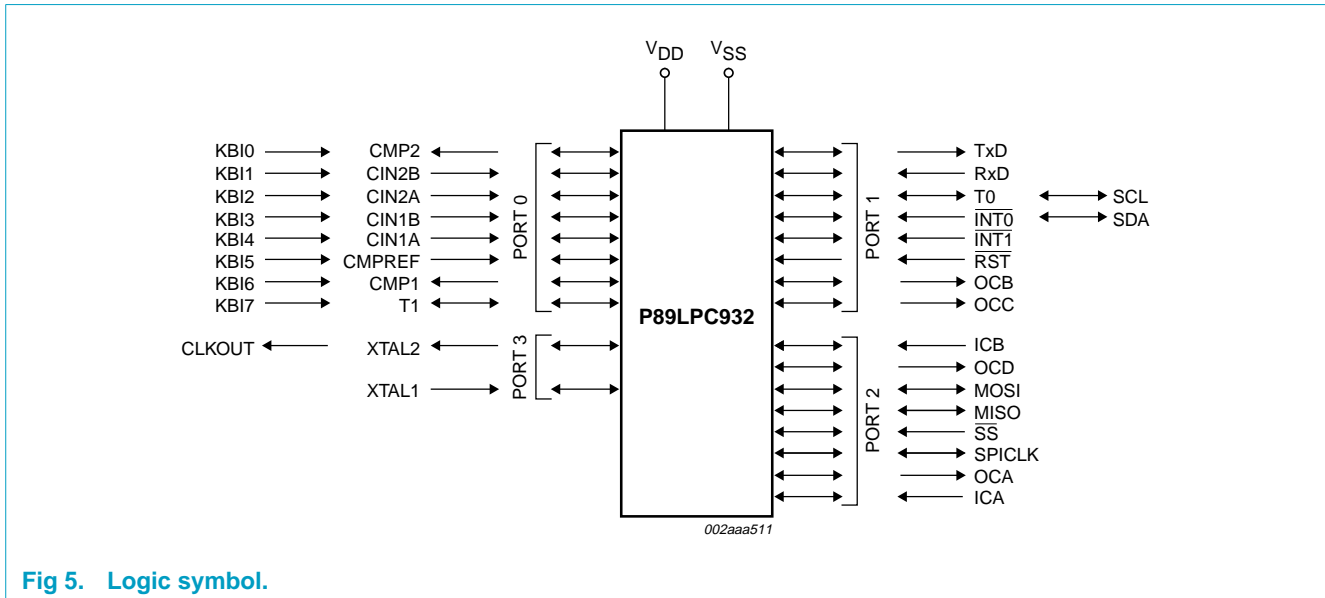 VDD VSS
KBI0 CMP2 TxD
KBI1 CIN2B RxD
KBI2 CIN2A T0 SCL
KBI3 CIN1B INT0 SDA
KBI4 CIN1A INT1
KBI5 CMPREF RST
KBI6 CMP1 OCB
KBI7 T1 OCC
PORT 0
PORT 1
P89LPC932
CLKOUT XTAL2 ICB
OCD
XTAL1 MOSI
MISO
SS
SPICLK
OCA
ICA
PORT 3
PORT 2
002aaa511
Fig 5. Logic symbol.